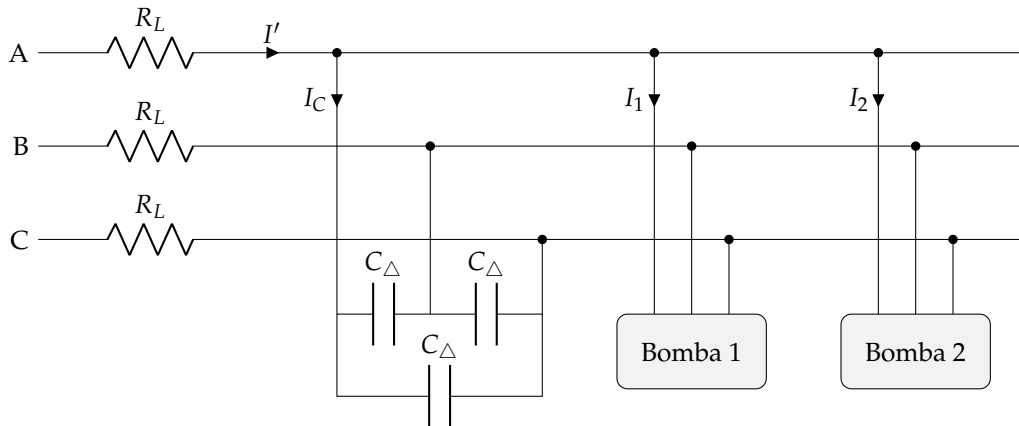 R_L
I′
A
I_C
I_1
I_2
R_L
B
R_L
C
C_△
C_△
C_△
Bomba 1
Bomba 2